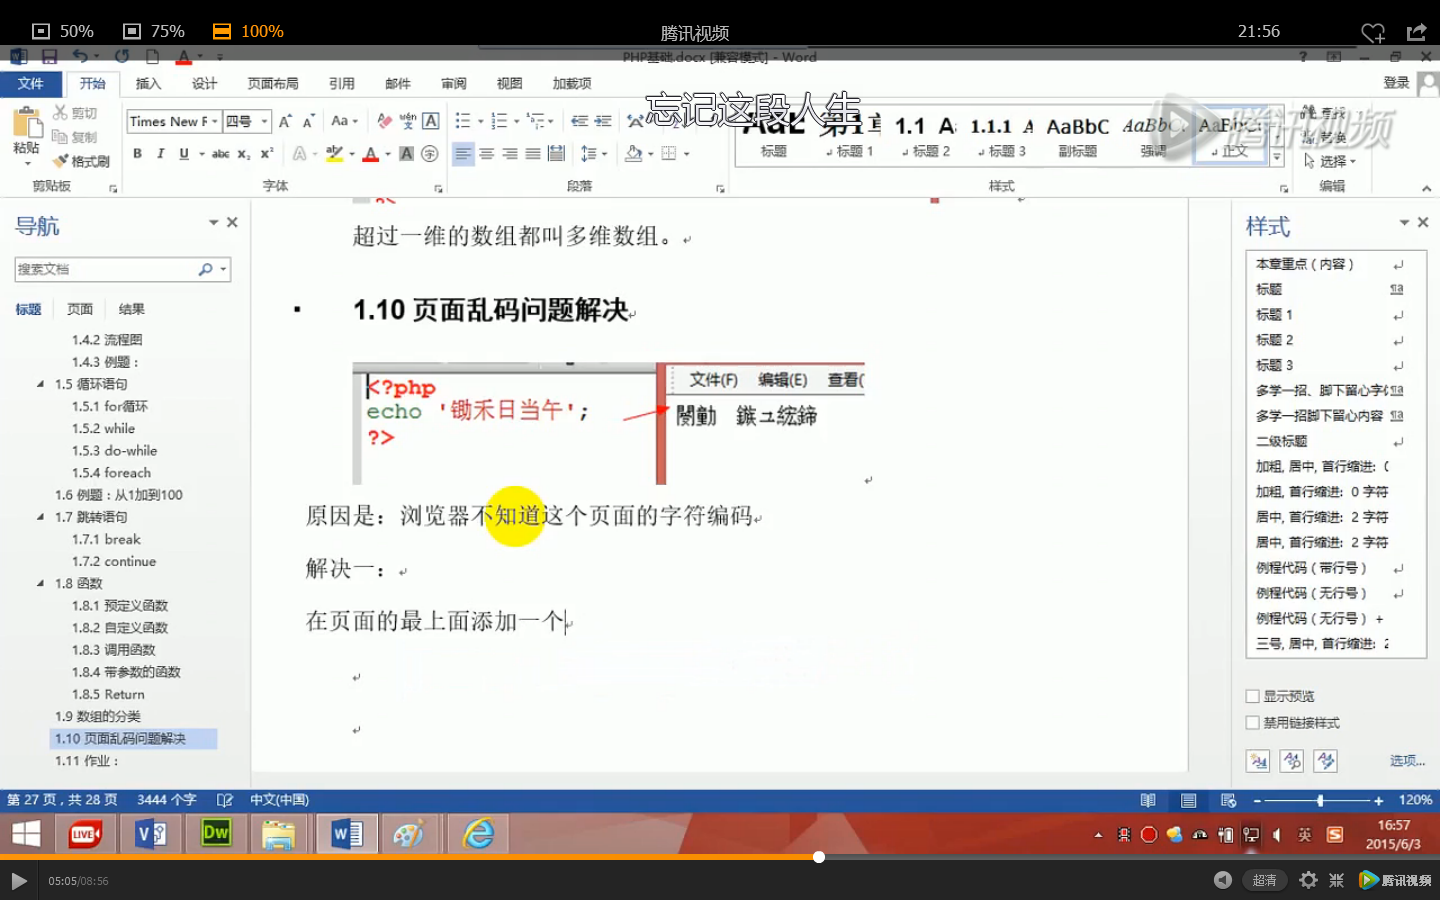 50% 75% 100% 腾讯视频 21:56
PHP基础.docx [兼容模式] - Word
文件 开始 插入 设计 页面布局 引用 邮件 审阅 视图 加载项 登录
忘记这段人生
腾讯视频
粘贴 剪切 复制 格式刷
Times New F 四号
标题 标题 1 标题 2 标题 3 副标题 强调 正文
查找 替换 选择
剪贴板 字体 段落 样式 编辑
导航
搜索文档
标题 页面 结果
1.4.2 流程图
1.4.3 例题：
1.5 循环语句
1.5.1 for循环
1.5.2 while
1.5.3 do-while
1.5.4 foreach
1.6 例题：从1加到100
1.7 跳转语句
1.7.1 break
1.7.2 continue
1.8 函数
1.8.1 预定义函数
1.8.2 自定义函数
1.8.3 调用函数
1.8.4 带参数的函数
1.8.5 Return
1.9 数组的分类
1.10 页面乱码问题解决
1.11 作业：
超过一维的数组都叫多维数组。
1.10 页面乱码问题解决
<?php
echo '锄禾日当午';
?>
文件(F) 编辑(E) 查看(
原因是：浏览器不知道这个页面的字符编码
解决一：
在页面的最上面添加一个
样式
本章重点（内容）
标题
标题 1
标题 2
标题 3
多学一招、脚下留心字
多学一招脚下留心内容
二级标题
加粗, 居中, 首行缩进:
加粗, 首行缩进: 0 字符
居中, 首行缩进: 2 字符
居中, 首行缩进: 2 字符
例程代码（带行号）
例程代码（无行号）
例程代码（无行号） +
三号, 居中, 首行缩进: 2
显示预览
禁用链接样式
选项...
第 27 页，共 28 页 3444 个字 中文(中国) 120%
LIVE Dw 英
16:57
2015/6/3
05:05/08:56 超清 腾讯视频